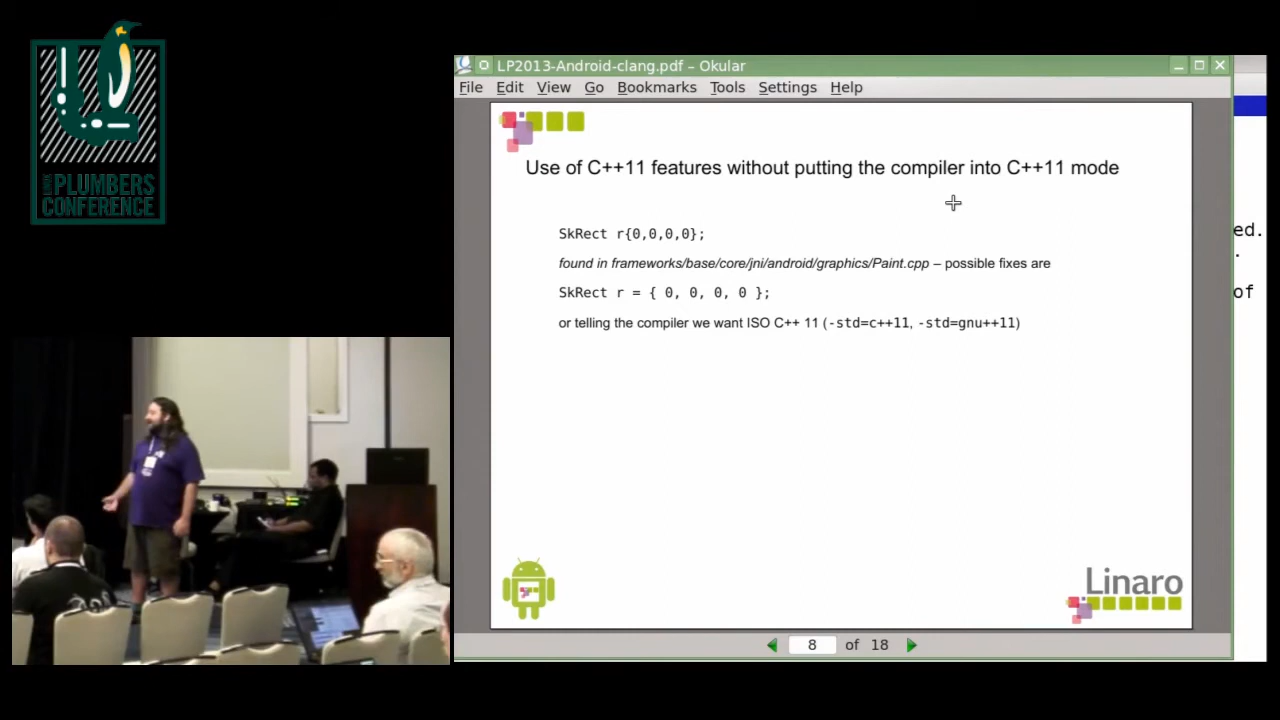 LINUX
PLUMBERS
CONFERENCE
LP2013-Android-clang.pdf – Okular
File Edit View Go Bookmarks Tools Settings Help
Use of C++11 features without putting the compiler into C++11 mode
SkRect r{0,0,0,0};
found in frameworks/base/core/jni/android/graphics/Paint.cpp – possible fixes are
SkRect r = { 0, 0, 0, 0 };
or telling the compiler we want ISO C++ 11 (-std=c++11, -std=gnu++11)
Linaro
8 of 18
ed.
.
of